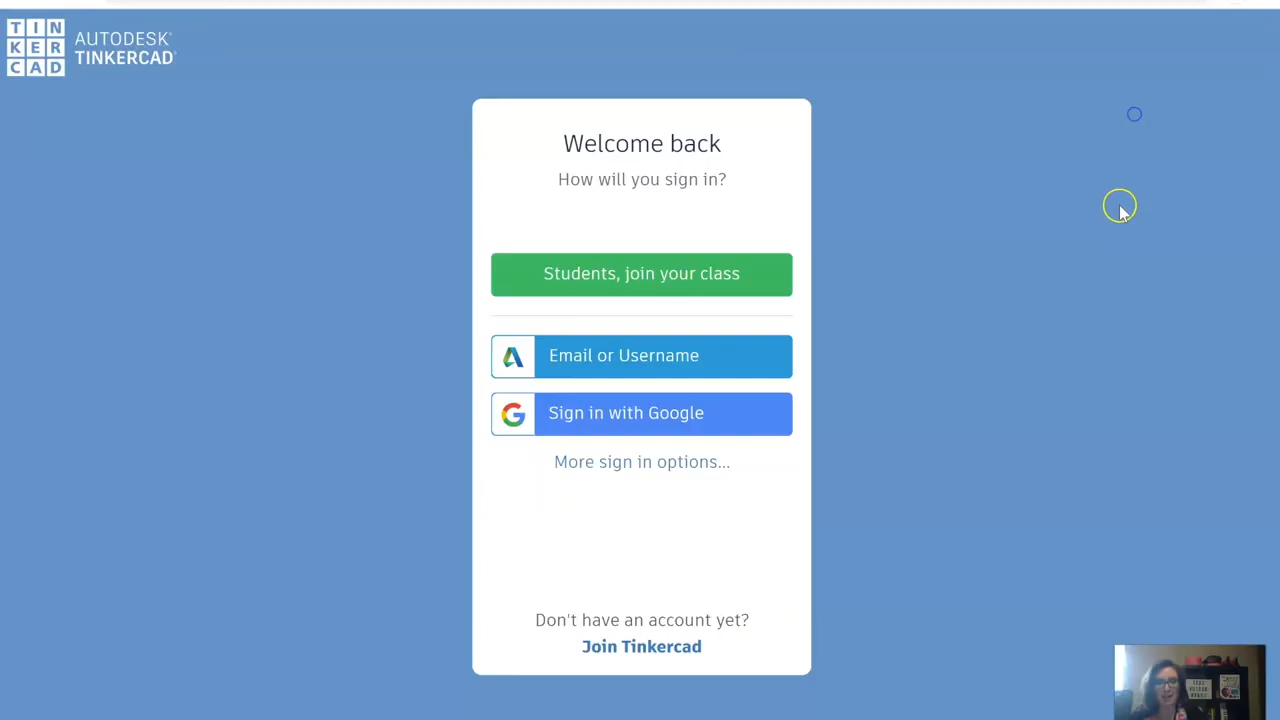 TIN
KER
CAD
AUTODESK®
TINKERCAD®
Welcome back
How will you sign in?
Students, join your class
Email or Username
Sign in with Google
More sign in options...
Don't have an account yet?
Join Tinkercad